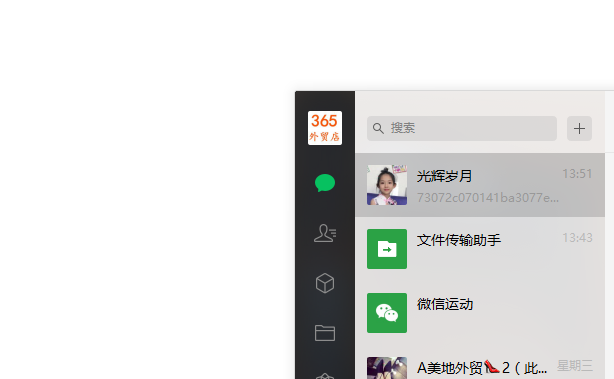 365
外贸店
搜索
光辉岁月
13:51
73072c070141ba3077e...
文件传输助手
13:43
微信运动
A美地外贸👠2（此...
星期三